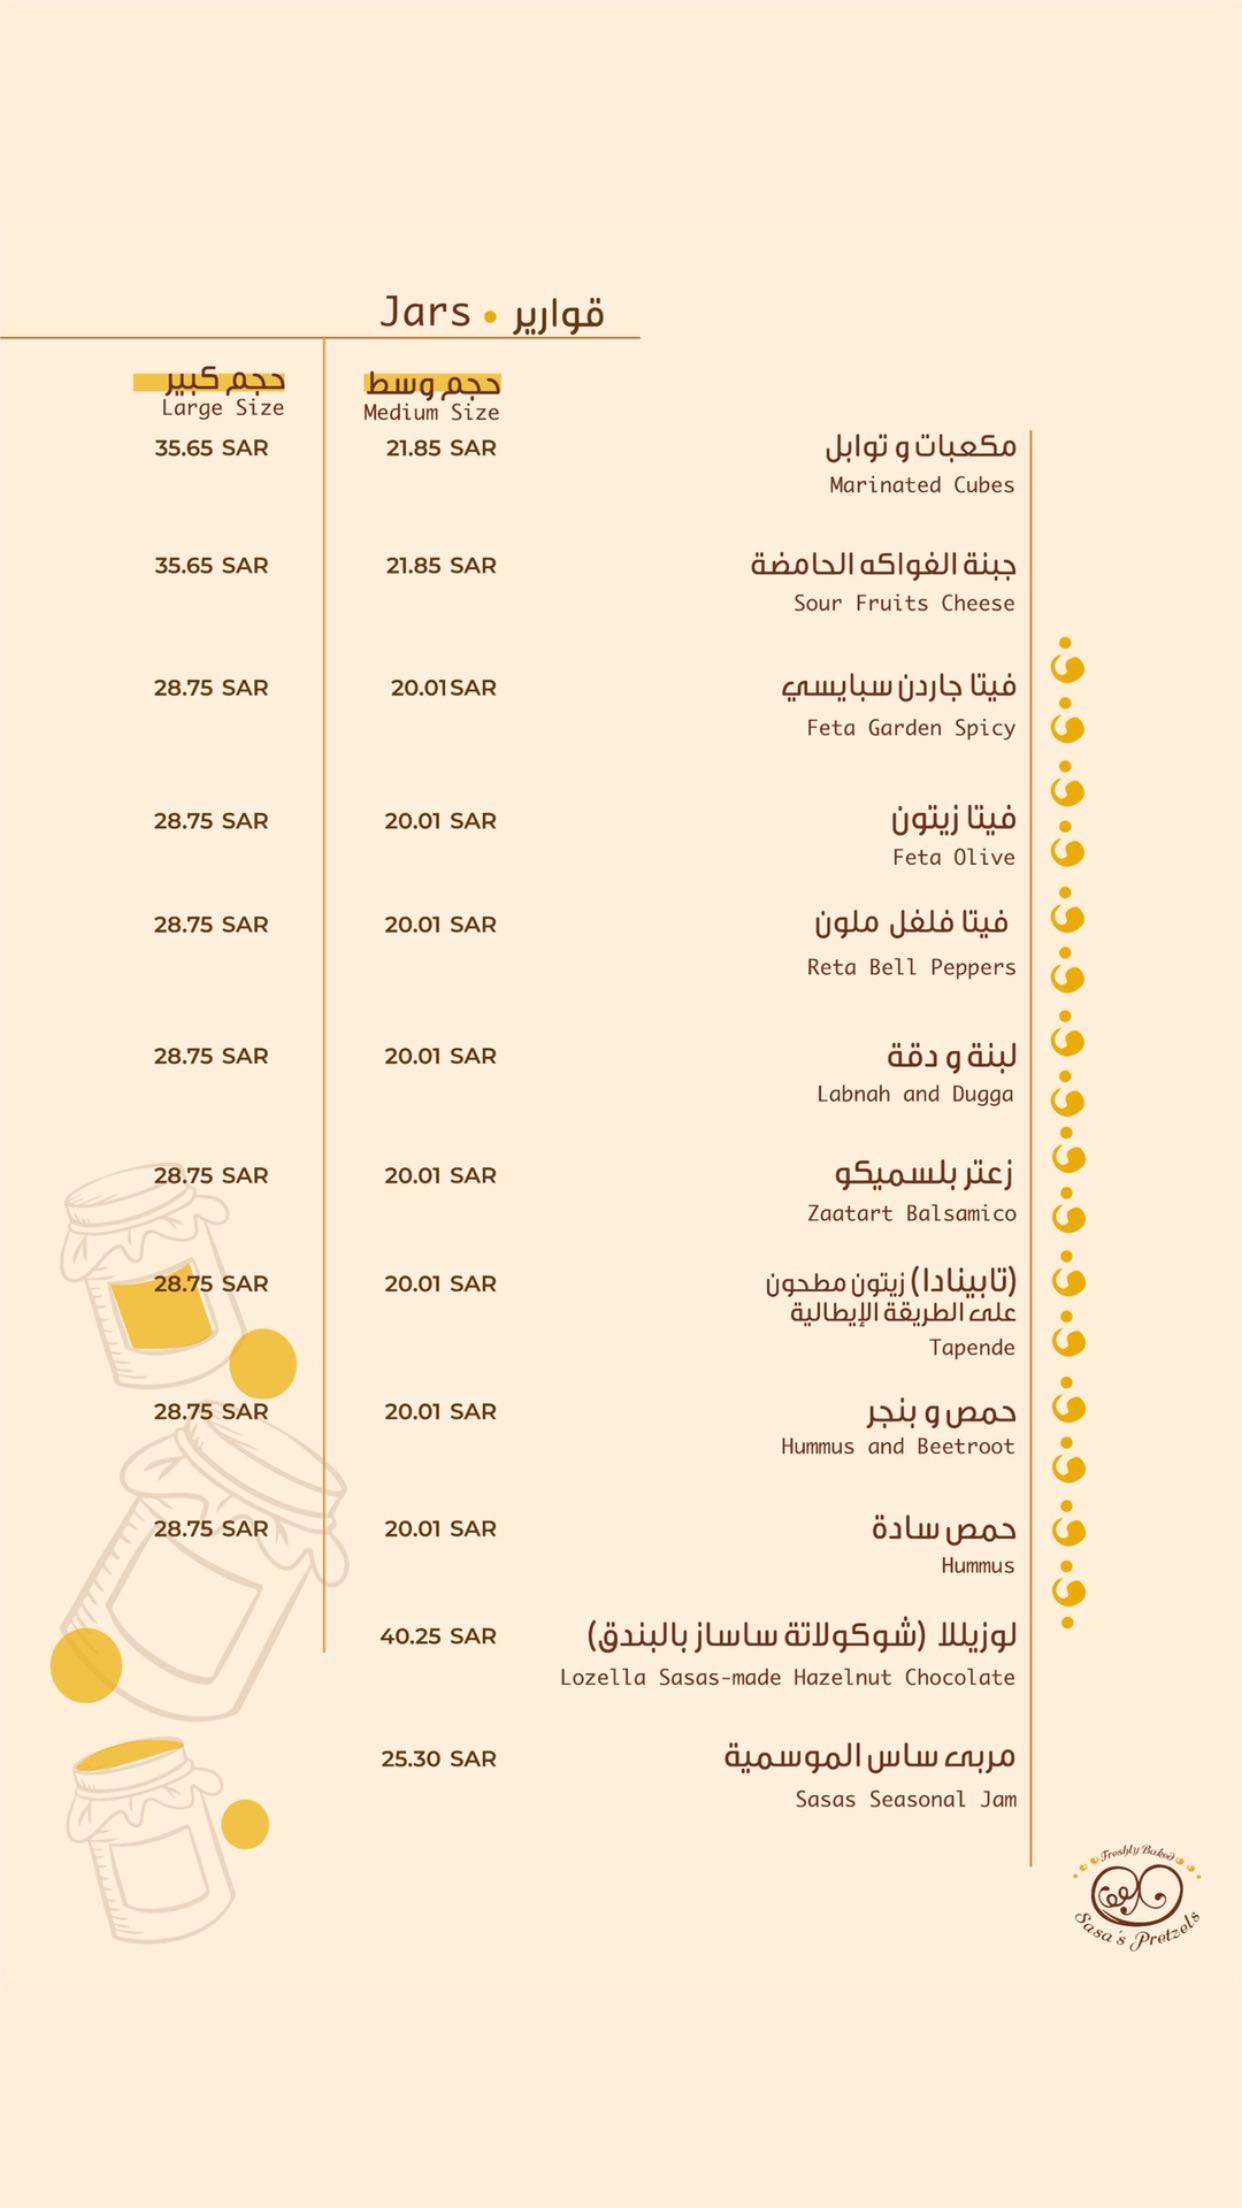 Jars • قوارير
حجم كبير
Large Size
حجم وسط
Medium Size
35.65 SAR 21.85 SAR مكعبات و توابل
Marinated Cubes
35.65 SAR 21.85 SAR جبنة الفواكه الحامضة
Sour Fruits Cheese
28.75 SAR 20.01SAR فيتا جاردن سبايسي
Feta Garden Spicy
28.75 SAR 20.01 SAR فيتا زيتون
Feta Olive
28.75 SAR 20.01 SAR فيتا فلفل ملون
Reta Bell Peppers
28.75 SAR 20.01 SAR لبنة و دقة
Labnah and Dugga
28.75 SAR 20.01 SAR زعتر بلسميكو
Zaatart Balsamico
28.75 SAR 20.01 SAR (تابينادا) زيتون مطحون
على الطريقة الإيطالية
Tapende
28.75 SAR 20.01 SAR حمص و بنجر
Hummus and Beetroot
28.75 SAR 20.01 SAR حمص سادة
Hummus
40.25 SAR لوزيللا (شوكولاتة ساساز بالبندق)
Lozella Sasas-made Hazelnut Chocolate
25.30 SAR مربى ساس الموسمية
Sasas Seasonal Jam
Freshly Baked
Sasa's Pretzels